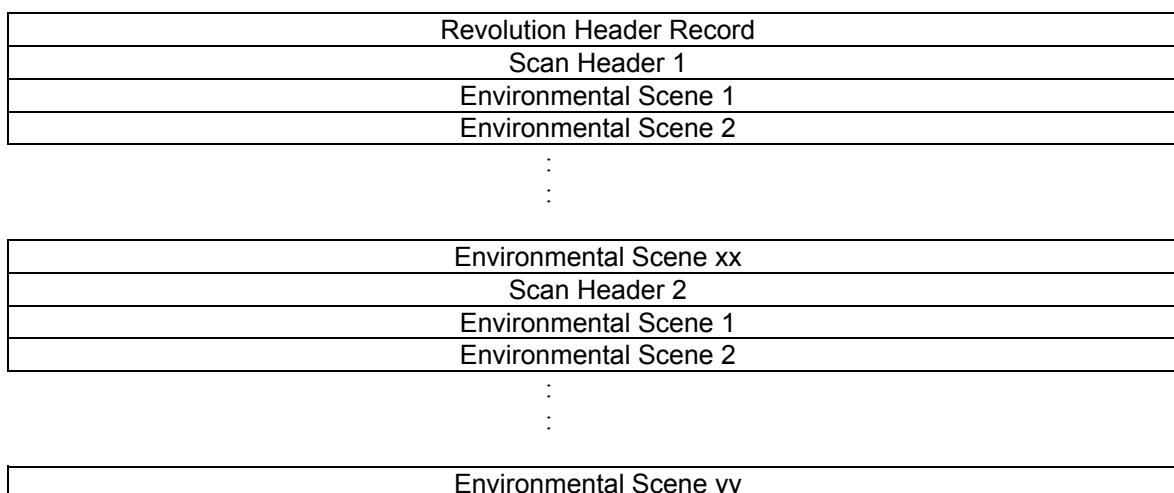 Revolution Header Record
Scan Header 1
Environmental Scene 1
Environmental Scene 2
:
:
Environmental Scene xx
Scan Header 2
Environmental Scene 1
Environmental Scene 2
:
:
Environmental Scene yy